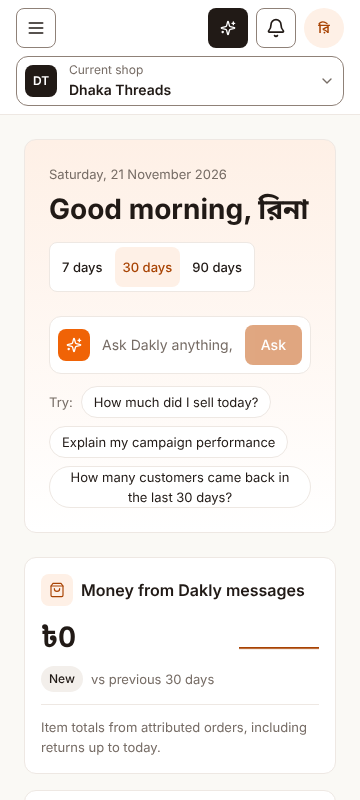 রি
DT
Current shop
Dhaka Threads
Saturday, 21 November 2026
Good morning, রিনা
7 days
30 days
90 days
Ask Dakly anything,
Ask
Try:
How much did I sell today?
Explain my campaign performance
How many customers came back in
the last 30 days?
Money from Dakly messages
৳0
New
vs previous 30 days
Item totals from attributed orders, including
returns up to today.